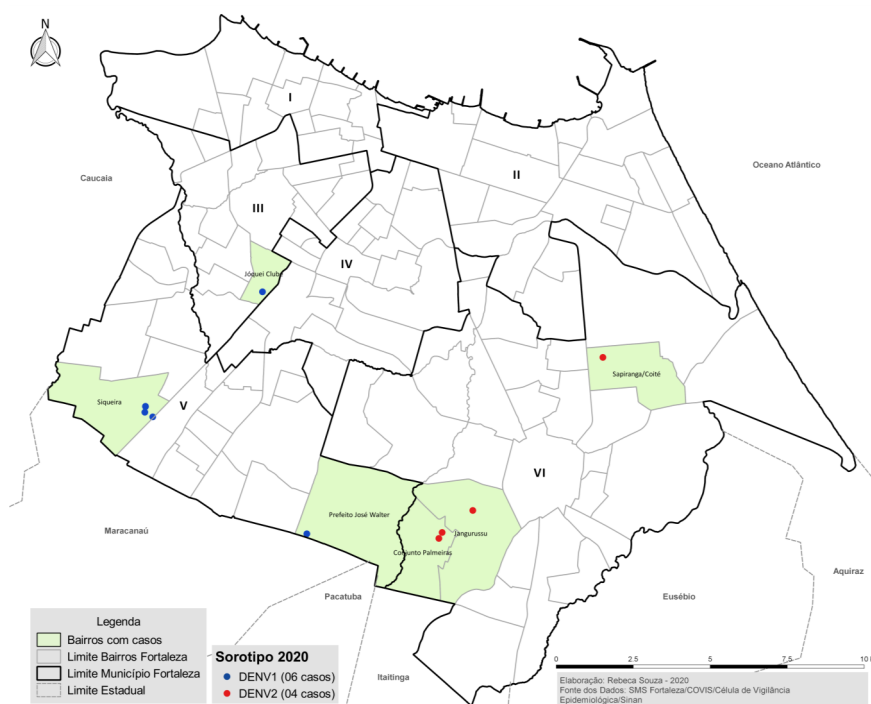 N
I
II
Caucaia
Oceano Atlântico
III
Jóquei Clube
IV
Sapiranga/Coité
Siqueira
V
VI
Prefeito José Walter
Jangurussu
Maracanaú
Conjunto Palmeiras
Aquiraz
Pacatuba
Eusébio
Legenda
Bairros com casos
Limite Bairros Fortaleza
Limite Município Fortaleza
Limite Estadual
Sorotipo 2020
DENV1 (06 casos)
DENV2 (04 casos)
Itaitinga
0 2,5 5 7,5 10
Elaboração: Rebeca Souza - 2020
Fonte dos Dados: SMS Fortaleza/COVIS/Célula de Vigilância
Epidemiológica/Sinan